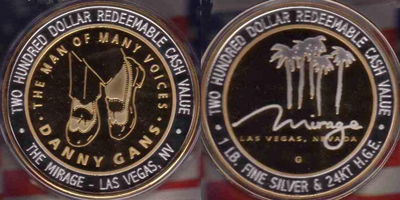 TWO HUNDRED DOLLAR REDEEMABLE CASH VALUE
· THE MAN OF MANY VOICES ·
DANNY GANS
· THE MIRAGE - LAS VEGAS, NV ·
TWO HUNDRED DOLLAR REDEEMABLE CASH VALUE
Mirage
LAS VEGAS, NEVADA
G
· 1 LB. FINE SILVER & 24KT H.G.E. ·